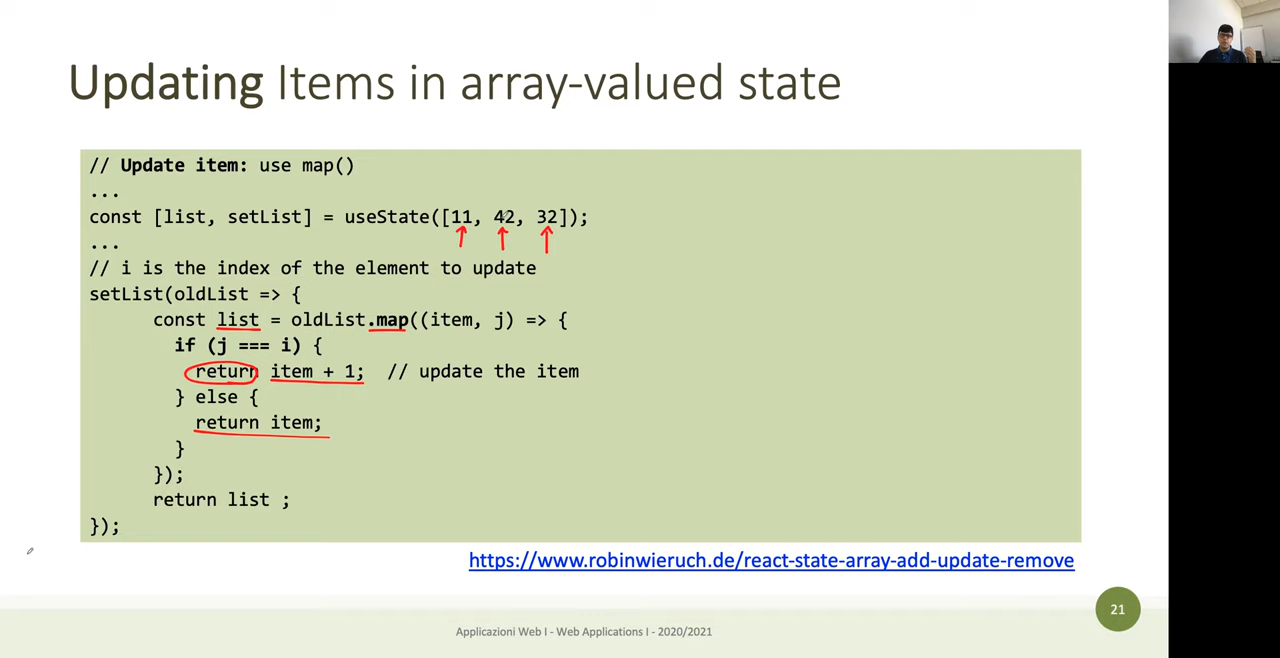 Updating Items in array-valued state
// Update item: use map()
...
const [list, setList] = useState([11, 42, 32]);
...
// i is the index of the element to update
setList(oldList => {
const list = oldList.map((item, j) => {
if (j === i) {
return item + 1; // update the item
} else {
return item;
}
});
return list ;
});
https://www.robinwieruch.de/react-state-array-add-update-remove
21
Applicazioni Web I - Web Applications I - 2020/2021